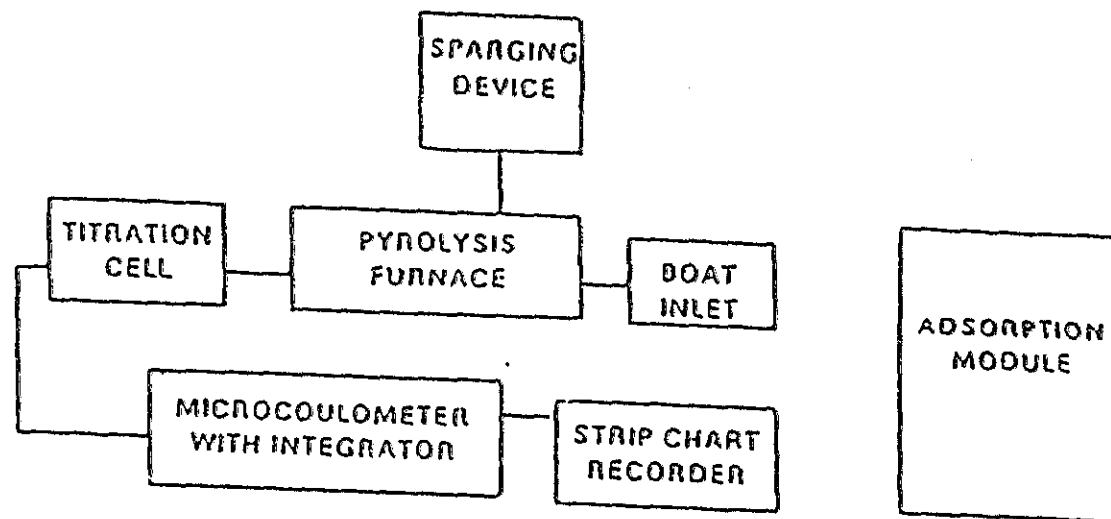 SPARGING
DEVICE
TITRATION
CELL
PYROLYSIS
FURNACE
BOAT
INLET
ADSORPTION
MODULE
MICROCOULOMETER
WITH INTEGRATOR
STRIP CHART
RECORDER